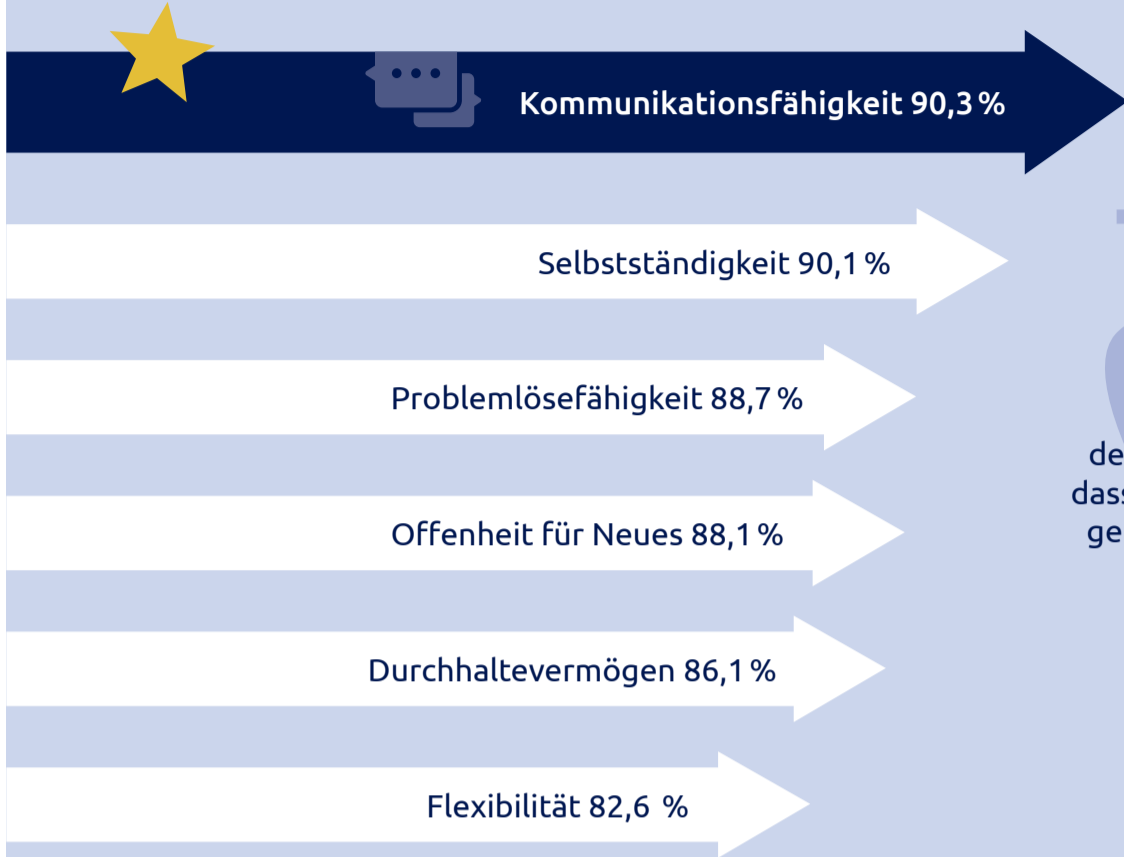 Kommunikationsfähigkeit 90,3 %
Selbstständigkeit 90,1 %
Problemlösefähigkeit 88,7 %
Offenheit für Neues 88,1 %
Durchhaltevermögen 86,1 %
Flexibilität 82,6 %